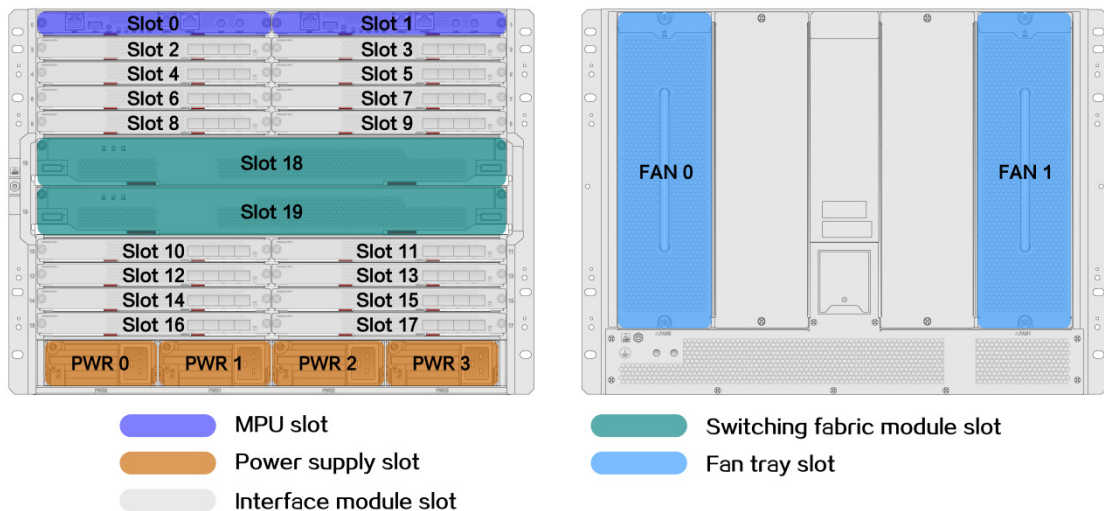 Slot 0 Slot 1
Slot 2 Slot 3
Slot 4 Slot 5
Slot 6 Slot 7
Slot 8 Slot 9
Slot 18
Slot 19
Slot 10 Slot 11
Slot 12 Slot 13
Slot 14 Slot 15
Slot 16 Slot 17
PWR 0 PWR 1 PWR 2 PWR 3
FAN 0 FAN 1
MPU slot
Power supply slot
Interface module slot
Switching fabric module slot
Fan tray slot